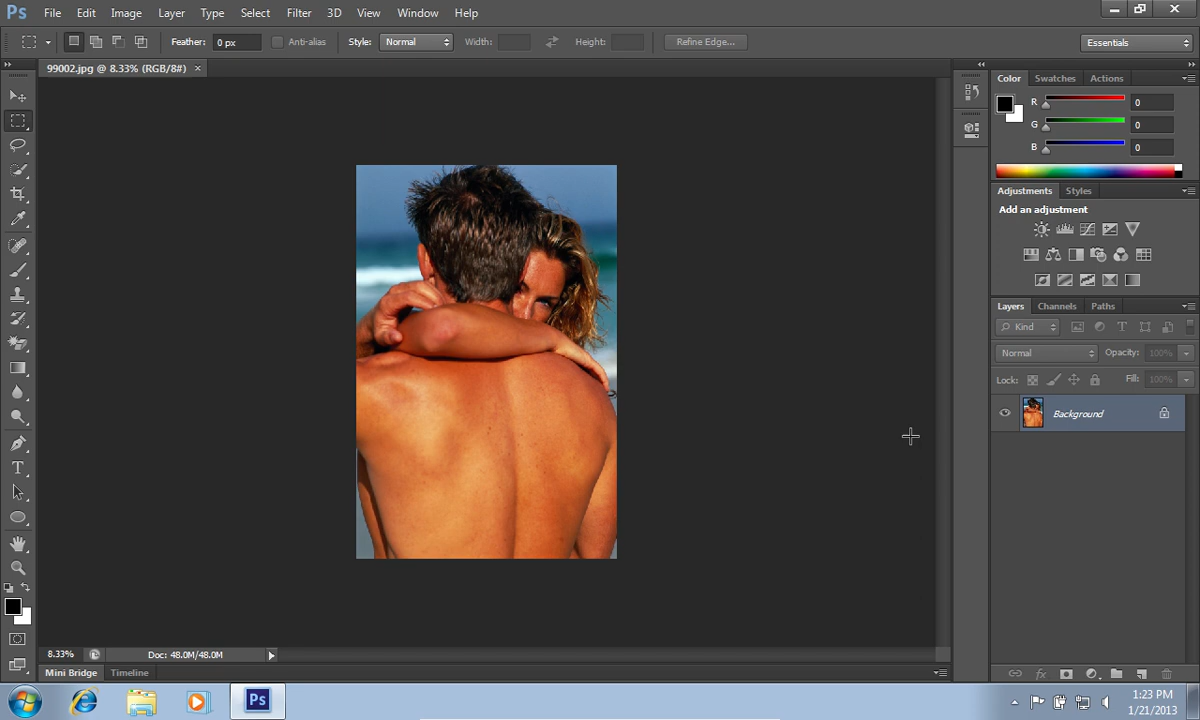 Ps File Edit Image Layer Type Select Filter 3D View Window Help
Feather: 0 px Anti-alias Style: Normal Width: Height: Refine Edge... Essentials
99002.jpg @ 8.33% (RGB/8#) ×
Color Swatches Actions
R 0
G 0
B 0
Adjustments Styles
Add an adjustment
Layers Channels Paths
Kind
Normal Opacity: 100%
Lock: Fill: 100%
Background
T
8.33% Doc: 48.0M/48.0M
Mini Bridge Timeline
Ps
1:23 PM
1/21/2013